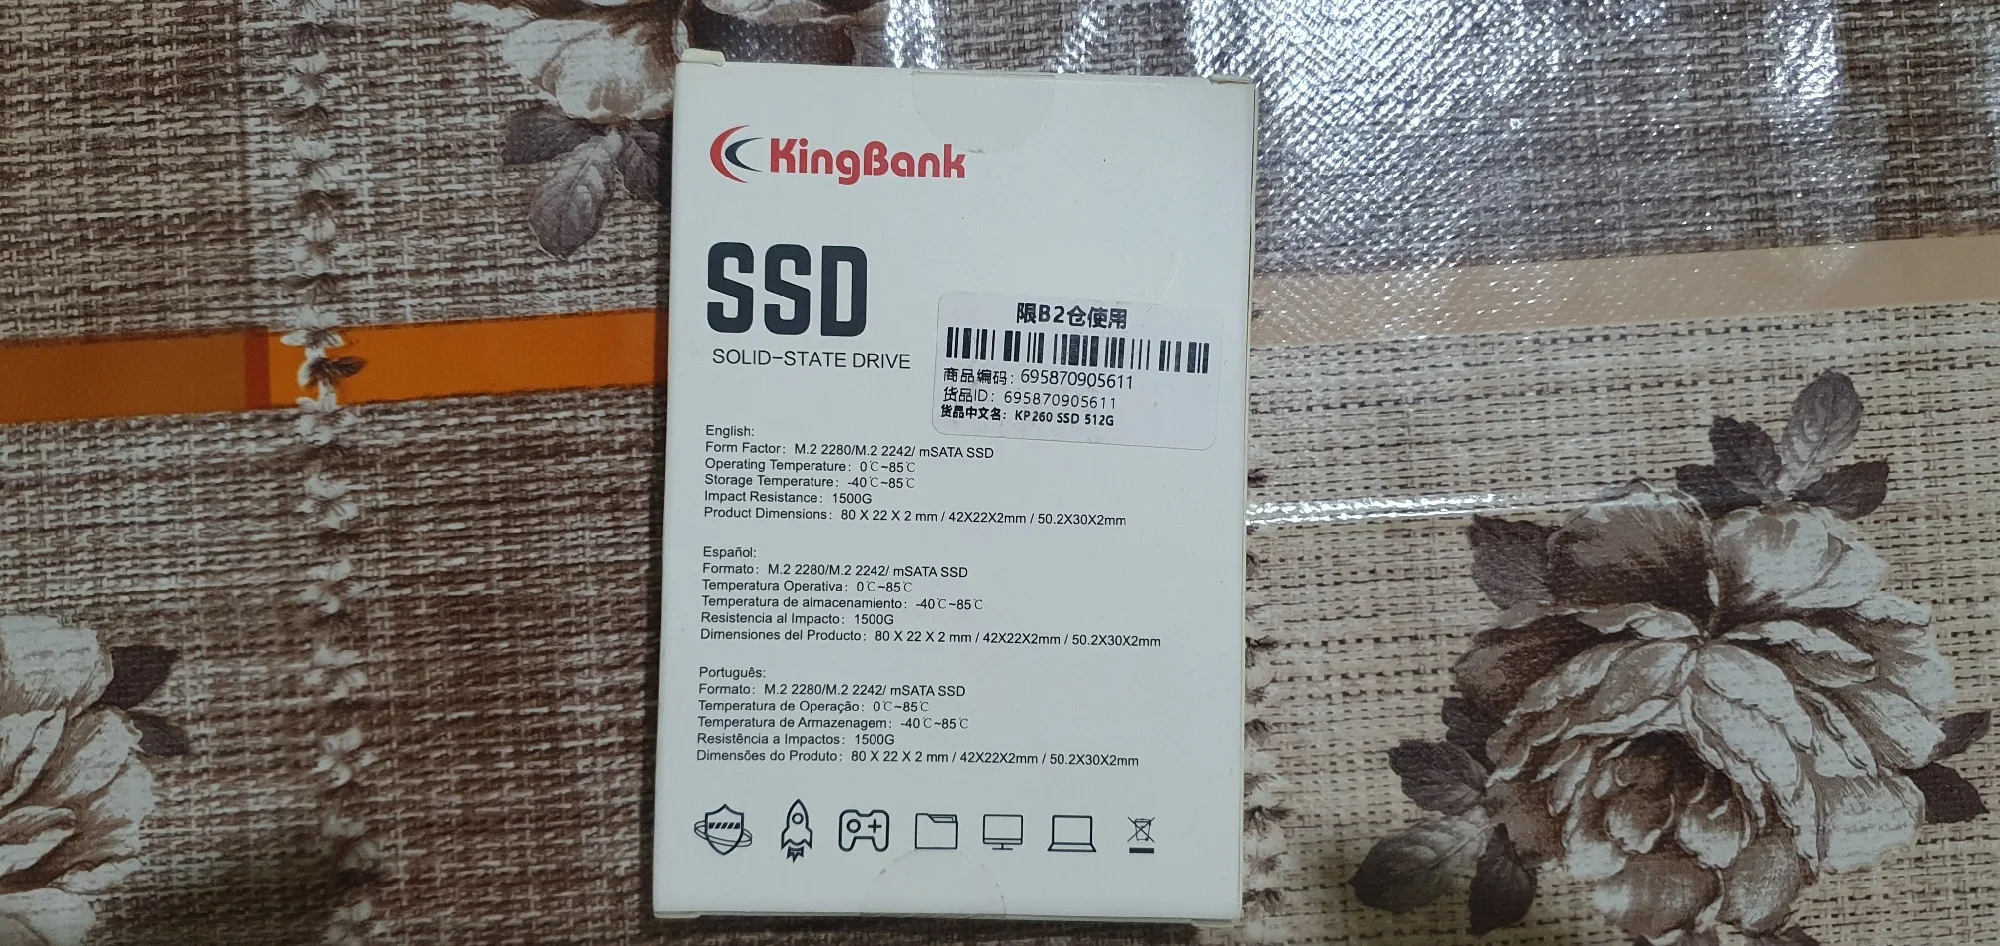 KingBank
SSD
SOLID-STATE DRIVE
限B2仓使用
商品编码: 695870905611
货品ID: 695870905611
货品中文名: KP260 SSD 512G
English:
Form Factor: M.2 2280/M.2 2242/ mSATA SSD
Operating Temperature: 0℃~85℃
Storage Temperature: -40℃~85℃
Impact Resistance: 1500G
Product Dimensions: 80 X 22 X 2 mm / 42X22X2mm / 50.2X30X2mm
Español:
Formato: M.2 2280/M.2 2242/ mSATA SSD
Temperatura Operativa: 0℃~85℃
Temperatura de almacenamiento: -40℃~85℃
Resistencia al Impacto: 1500G
Dimensiones del Producto: 80 X 22 X 2 mm / 42X22X2mm / 50.2X30X2mm
Português:
Formato: M.2 2280/M.2 2242/ mSATA SSD
Temperatura de Operação: 0℃~85℃
Temperatura de Armazenagem: -40℃~85℃
Resistência a Impactos: 1500G
Dimensões do Produto: 80 X 22 X 2 mm / 42X22X2mm / 50.2X30X2mm